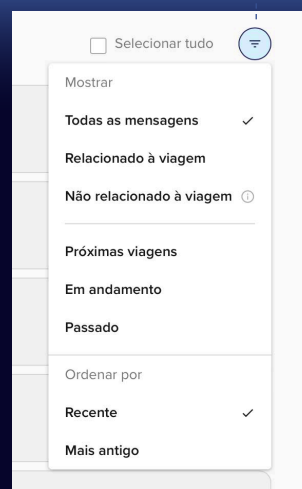 Selecionar tudo
Mostrar
Todas as mensagens
Relacionado à viagem
Não relacionado à viagem
Próximas viagens
Em andamento
Passado
Ordenar por
Recente
Mais antigo